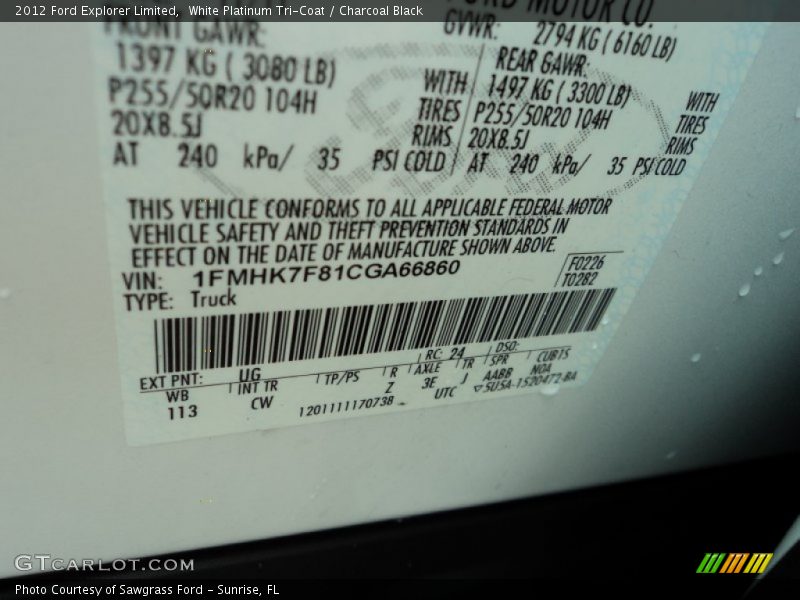 2012 Ford Explorer Limited, White Platinum Tri-Coat / Charcoal Black
FORD MOTOR CO.
FRONT GAWR: GVWR: 2794 KG ( 6160 LB)
1397 KG ( 3080 LB) REAR GAWR:
P255/50R20 104H WITH 1497 KG ( 3300 LB) WITH
20X8.5J TIRES P255/50R20 104H TIRES
RIMS 20X8.5J RIMS
AT 240 kPa/ 35 PSI COLD AT 240 kPa/ 35 PSI COLD
THIS VEHICLE CONFORMS TO ALL APPLICABLE FEDERAL MOTOR
VEHICLE SAFETY AND THEFT PREVENTION STANDARDS IN
EFFECT ON THE DATE OF MANUFACTURE SHOWN ABOVE.
VIN: 1FMHK7F81CGA66860 F0226
TYPE: Truck T0282
EXT PNT: UG RC: 24 DSO:
WB INT TR TP/PS R AXLE TR SPR CUBTS
113 CW Z 3E J AABB NOA
1201111170738 UTC 5USA-1520472-BA
GTCARLOT.COM
Photo Courtesy of Sawgrass Ford - Sunrise, FL